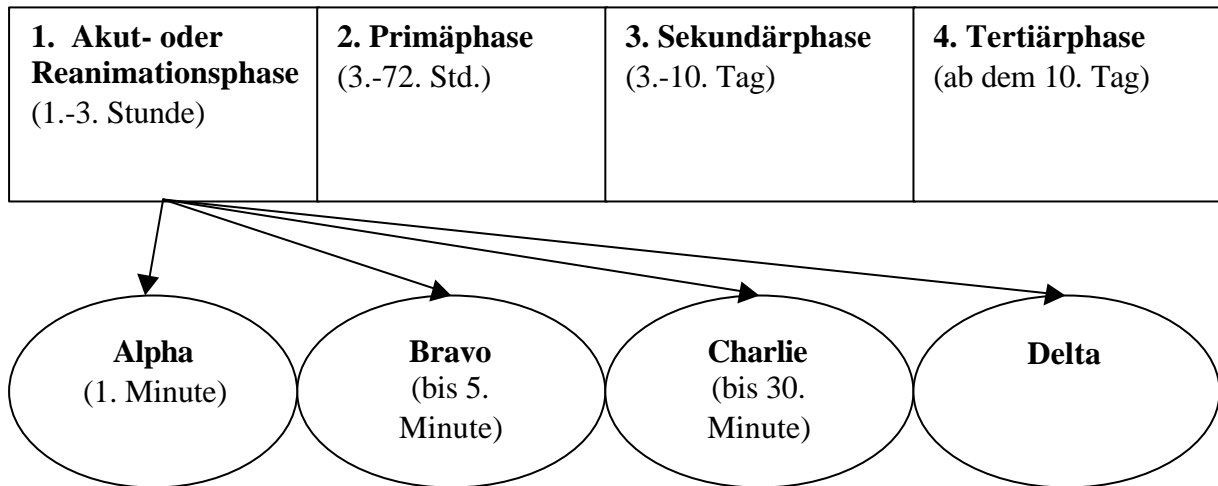 1. Akut- oder
Reanimationsphase
(1.-3. Stunde)
2. Primäphase
(3.-72. Std.)
3. Sekundärphase
(3.-10. Tag)
4. Tertiärphase
(ab dem 10. Tag)
Alpha
(1. Minute)
Bravo
(bis 5.
Minute)
Charlie
(bis 30.
Minute)
Delta